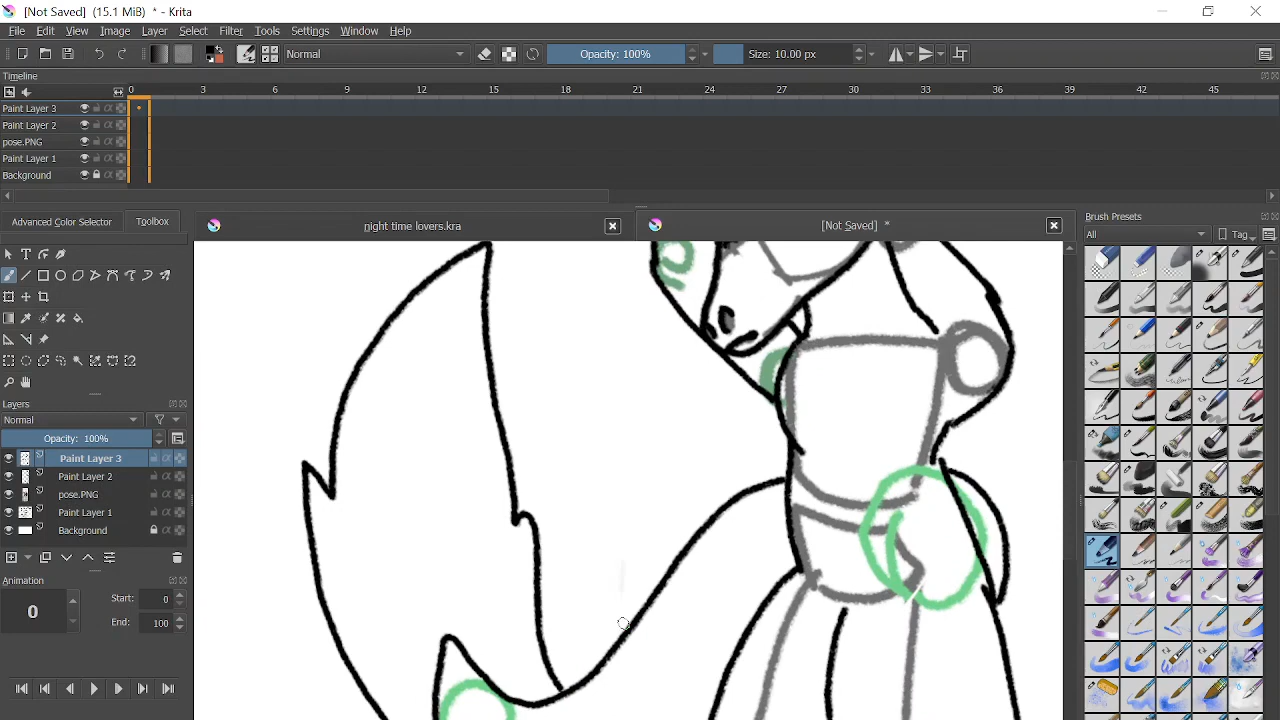 [Not Saved]  (15.1 MiB)  * - Krita
File Edit View Image Layer Select Filter Tools Settings Window Help
Normal Opacity: 100% Size: 10.00 px
Timeline
0 3 6 9 12 15 18 21 24 27 30 33 36 39 42 45
Paint Layer 3
Paint Layer 2
pose.PNG
Paint Layer 1
Background
Advanced Color Selector Toolbox
night time lovers.kra
[Not Saved]  *
Brush Presets
All Tag
Layers
Normal
Opacity:  100%
Paint Layer 3
Paint Layer 2
pose.PNG
Paint Layer 1
Background
Animation
0
Start: 0
End: 100